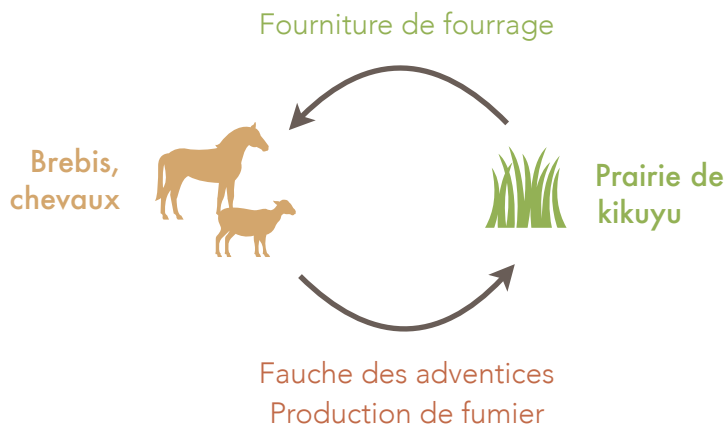 Fourniture de fourrage
Brebis,
chevaux
Prairie de
kikuyu
Fauche des adventices
Production de fumier